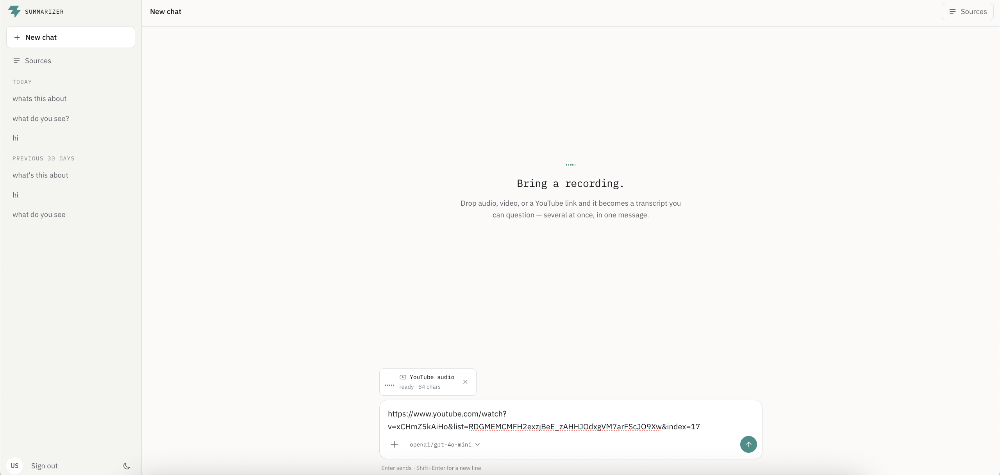 SUMMARIZER
New chat
Sources
TODAY
whats this about
what do you see?
hi
PREVIOUS 30 DAYS
what's this about
hi
what do you see
US
Sign out
New chat
Sources
Bring a recording.
Drop audio, video, or a YouTube link and it becomes a transcript you
can question — several at once, in one message.
YouTube audio
ready · 84 chars
https://www.youtube.com/watch?
v=xCHmZ5kAiHo&list=RDGMEMCMFH2exzjBeE_zAHHJOdxgVM7arFScJO9Xw&index=17
openai/gpt-4o-mini
Enter sends · Shift+Enter for a new line